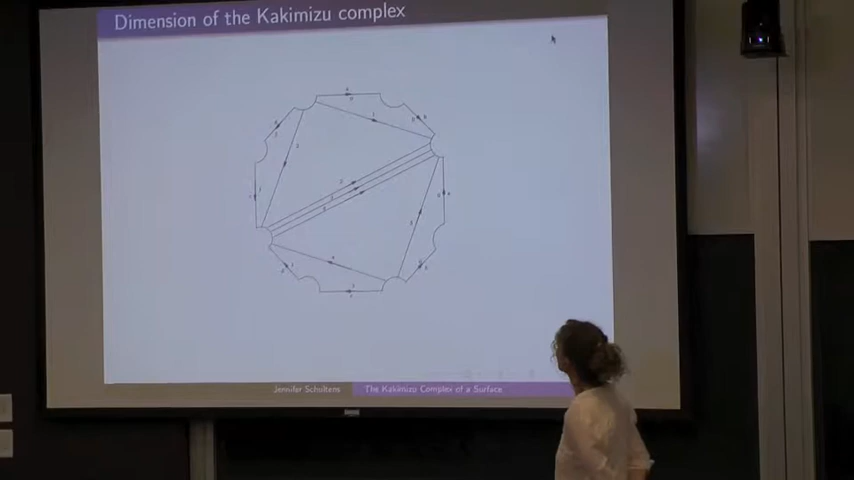 Dimension of the Kakimizu complex
Jennifer Schultens
The Kakimizu Complex of a Surface